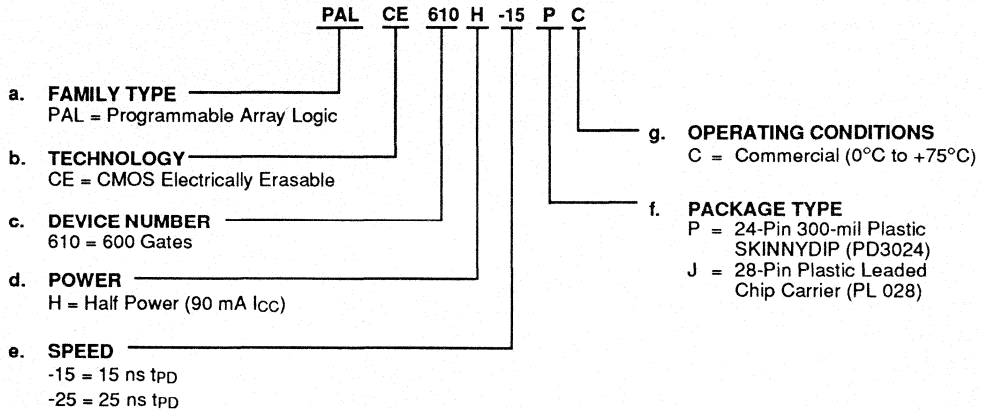 PAL CE 610 H -15 P C
a. FAMILY TYPE
PAL = Programmable Array Logic
b. TECHNOLOGY
CE = CMOS Electrically Erasable
c. DEVICE NUMBER
610 = 600 Gates
d. POWER
H = Half Power (90 mA ICC)
e. SPEED
-15 = 15 ns tPD
-25 = 25 ns tPD
g. OPERATING CONDITIONS
C = Commercial (0°C to +75°C)
f. PACKAGE TYPE
P = 24-Pin 300-mil Plastic
SKINNYDIP (PD3024)
J = 28-Pin Plastic Leaded
Chip Carrier (PL 028)